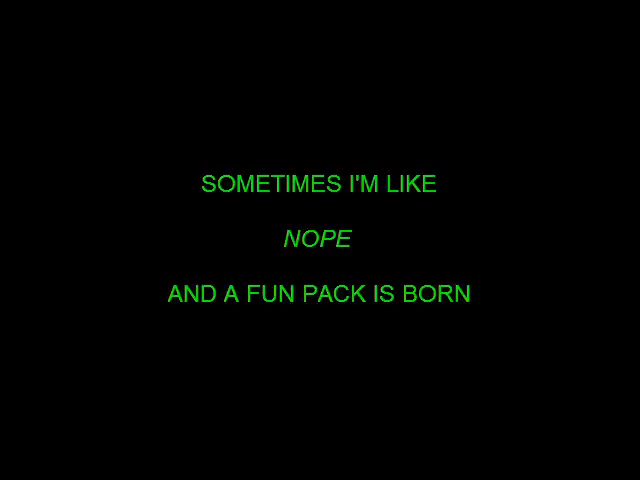 SOMETIMES I'M LIKE
NOPE
AND A FUN PACK IS BORN